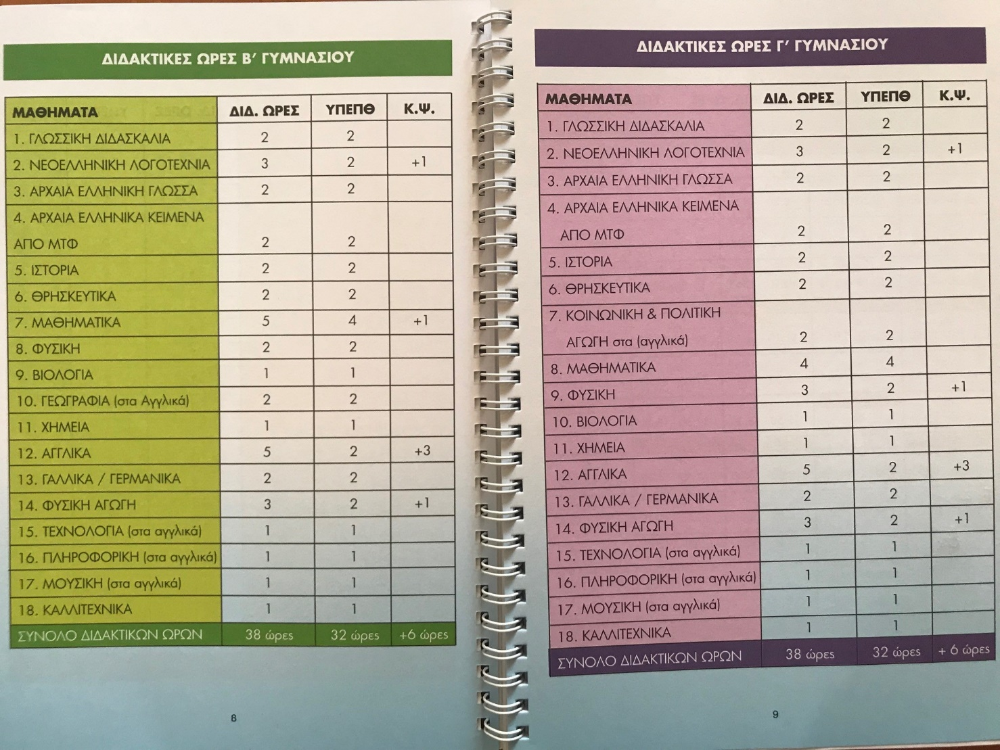 ΔΙΔΑΚΤΙΚΕΣ ΩΡΕΣ Β' ΓΥΜΝΑΣΙΟΥ
ΜΑΘΗΜΑΤΑ ΔΙΔ. ΩΡΕΣ ΥΠΕΠΘ Κ.Ψ.
1. ΓΛΩΣΣΙΚΗ ΔΙΔΑΣΚΑΛΙΑ 2 2
2. ΝΕΟΕΛΛΗΝΙΚΗ ΛΟΓΟΤΕΧΝΙΑ 3 2 +1
3. ΑΡΧΑΙΑ ΕΛΛΗΝΙΚΗ ΓΛΩΣΣΑ 2 2
4. ΑΡΧΑΙΑ ΕΛΛΗΝΙΚΑ ΚΕΙΜΕΝΑ
ΑΠΟ ΜΤΦ 2 2
5. ΙΣΤΟΡΙΑ 2 2
6. ΘΡΗΣΚΕΥΤΙΚΑ 2 2
7. ΜΑΘΗΜΑΤΙΚΑ 5 4 +1
8. ΦΥΣΙΚΗ 2 2
9. ΒΙΟΛΟΓΙΑ 1 1
10. ΓΕΩΓΡΑΦΙΑ (στα Αγγλικά) 2 2
11. ΧΗΜΕΙΑ 1 1
12. ΑΓΓΛΙΚΑ 5 2 +3
13. ΓΑΛΛΙΚΑ / ΓΕΡΜΑΝΙΚΑ 2 2
14. ΦΥΣΙΚΗ ΑΓΩΓΗ 3 2 +1
15. ΤΕΧΝΟΛΟΓΙΑ (στα αγγλικά) 1 1
16. ΠΛΗΡΟΦΟΡΙΚΗ (στα αγγλικά) 1 1
17. ΜΟΥΣΙΚΗ (στα αγγλικά) 1 1
18. ΚΑΛΛΙΤΕΧΝΙΚΑ 1 1
ΣΥΝΟΛΟ ΔΙΔΑΚΤΙΚΩΝ ΩΡΩΝ 38 ώρες 32 ώρες +6 ώρες
8
ΔΙΔΑΚΤΙΚΕΣ ΩΡΕΣ Γ' ΓΥΜΝΑΣΙΟΥ
ΜΑΘΗΜΑΤΑ ΔΙΔ. ΩΡΕΣ ΥΠΕΠΘ Κ.Ψ.
1. ΓΛΩΣΣΙΚΗ ΔΙΔΑΣΚΑΛΙΑ 2 2
2. ΝΕΟΕΛΛΗΝΙΚΗ ΛΟΓΟΤΕΧΝΙΑ 3 2 +1
3. ΑΡΧΑΙΑ ΕΛΛΗΝΙΚΗ ΓΛΩΣΣΑ 2 2
4. ΑΡΧΑΙΑ ΕΛΛΗΝΙΚΑ ΚΕΙΜΕΝΑ
ΑΠΟ ΜΤΦ 2 2
5. ΙΣΤΟΡΙΑ 2 2
6. ΘΡΗΣΚΕΥΤΙΚΑ 2 2
7. ΚΟΙΝΩΝΙΚΗ & ΠΟΛΙΤΙΚΗ
ΑΓΩΓΗ στα (αγγλικά) 2 2
8. ΜΑΘΗΜΑΤΙΚΑ 4 4
9. ΦΥΣΙΚΗ 3 2 +1
10. ΒΙΟΛΟΓΙΑ 1 1
11. ΧΗΜΕΙΑ 1 1
12. ΑΓΓΛΙΚΑ 5 2 +3
13. ΓΑΛΛΙΚΑ / ΓΕΡΜΑΝΙΚΑ 2 2
14. ΦΥΣΙΚΗ ΑΓΩΓΗ 3 2 +1
15. ΤΕΧΝΟΛΟΓΙΑ (στα αγγλικά) 1 1
16. ΠΛΗΡΟΦΟΡΙΚΗ (στα αγγλικά) 1 1
17. ΜΟΥΣΙΚΗ (στα αγγλικά) 1 1
18. ΚΑΛΛΙΤΕΧΝΙΚΑ 1 1
ΣΥΝΟΛΟ ΔΙΔΑΚΤΙΚΩΝ ΩΡΩΝ 38 ώρες 32 ώρες + 6 ώρες
9